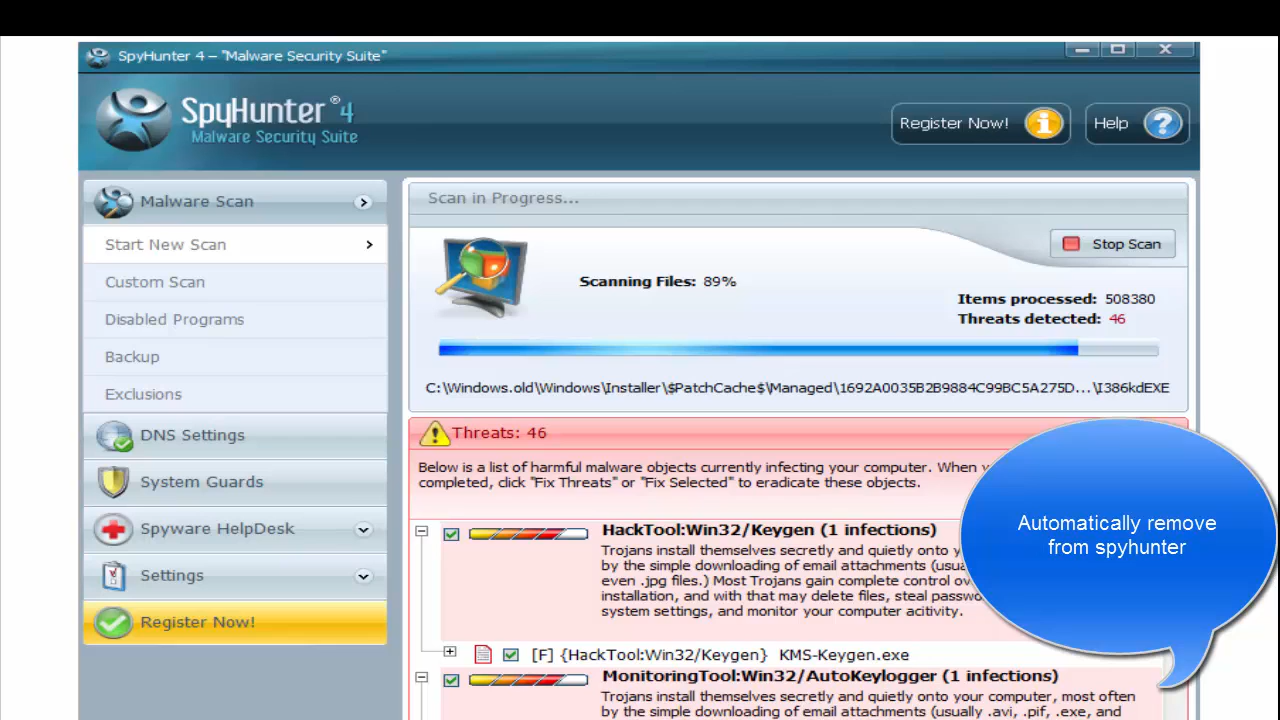 SpyHunter 4 – "Malware Security Suite"
SpyHunter®4
Malware Security Suite
Register Now!
Help
Malware Scan
Start New Scan
Custom Scan
Disabled Programs
Backup
Exclusions
DNS Settings
System Guards
Spyware HelpDesk
Settings
Register Now!
Scan in Progress...
Stop Scan
Scanning Files: 89%
Items processed: 508380
Threats detected: 46
C:\Windows.old\Windows\Installer\$PatchCache$\Managed\1692A0035B2B9884C99BC5A275D...\I386kdEXE
Threats: 46
Below is a list of harmful malware objects currently infecting your computer. When
completed, click "Fix Threats" or "Fix Selected" to eradicate these objects.
HackTool:Win32/Keygen (1 infections)
Trojans install themselves secretly and quietly onto
by the simple downloading of email attachments
even .jpg files.) Most Trojans gain complete control
installation, and with that may delete files, steal
system settings, and monitor your computer acitivity.
[F] {HackTool:Win32/Keygen} KMS-Keygen.exe
MonitoringTool:Win32/AutoKeylogger (1 infections)
Trojans install themselves secretly and quietly onto your computer, most often
by the simple downloading of email attachments (usually .avi, .pif, .exe, and
Automatically remove
from spyhunter